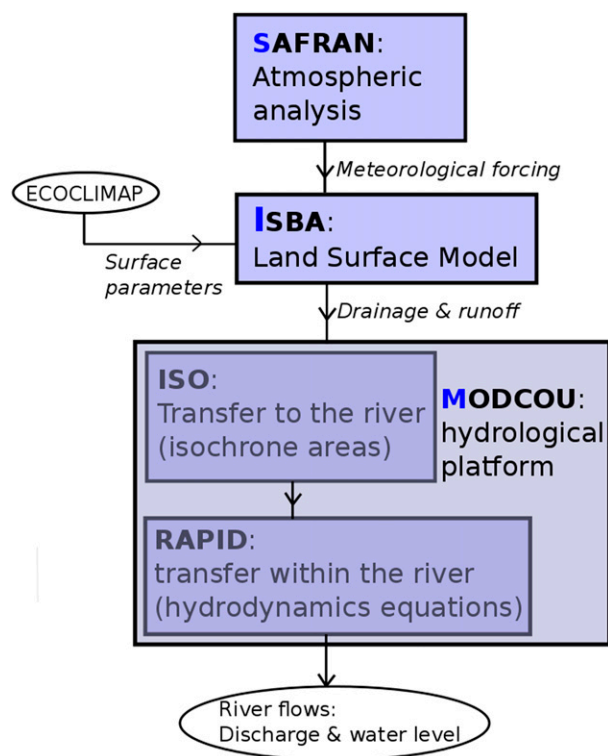 SAFRAN:
Atmospheric
analysis
Meteorological forcing
ECOCLIMAP
ISBA:
Land Surface Model
Surface
parameters
Drainage & runoff
ISO:
Transfer to the river
(isochrone areas)
MODCOU:
hydrological
platform
RAPID:
transfer within the river
(hydrodynamics equations)
River flows:
Discharge & water level